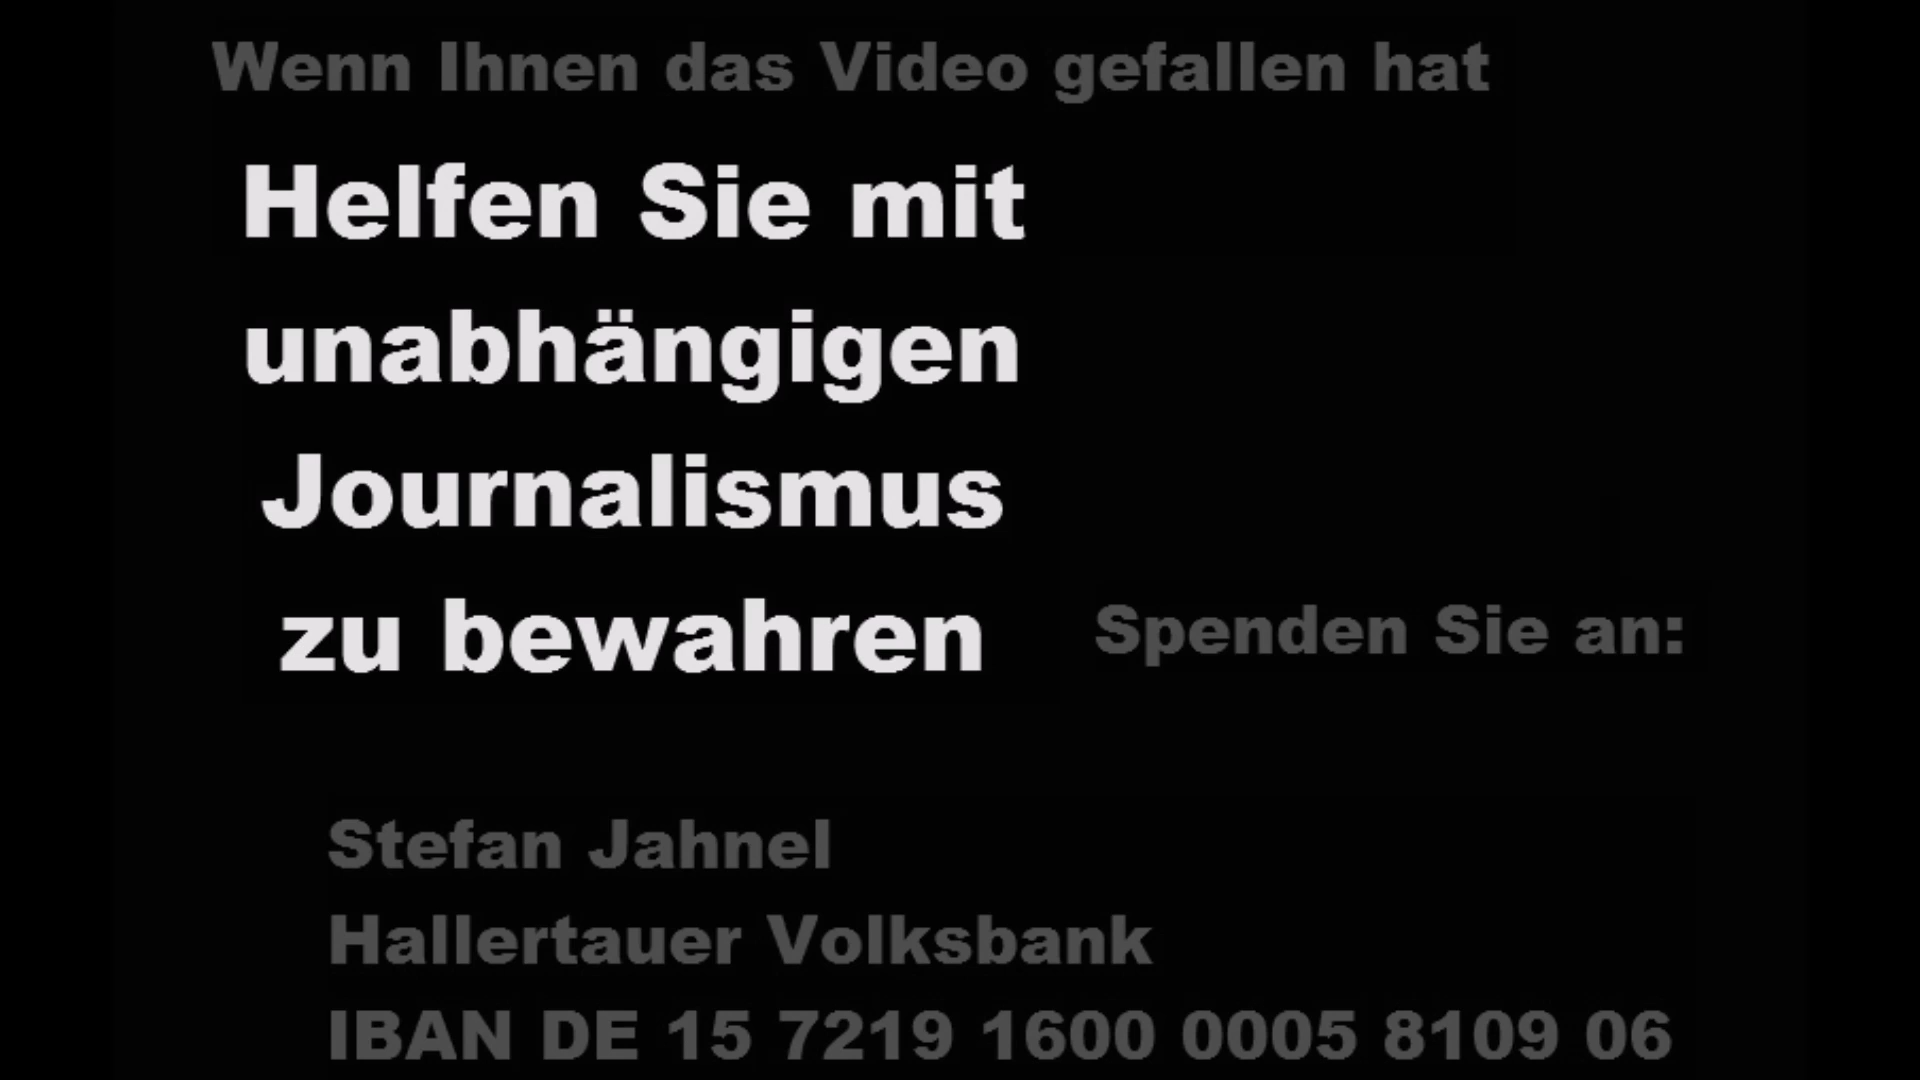 Wenn Ihnen das Video gefallen hat
Helfen Sie mit
unabhängigen
Journalismus
zu bewahren
Spenden Sie an:
Stefan Jahnel
Hallertauer Volksbank
IBAN DE 15 7219 1600 0005 8109 06